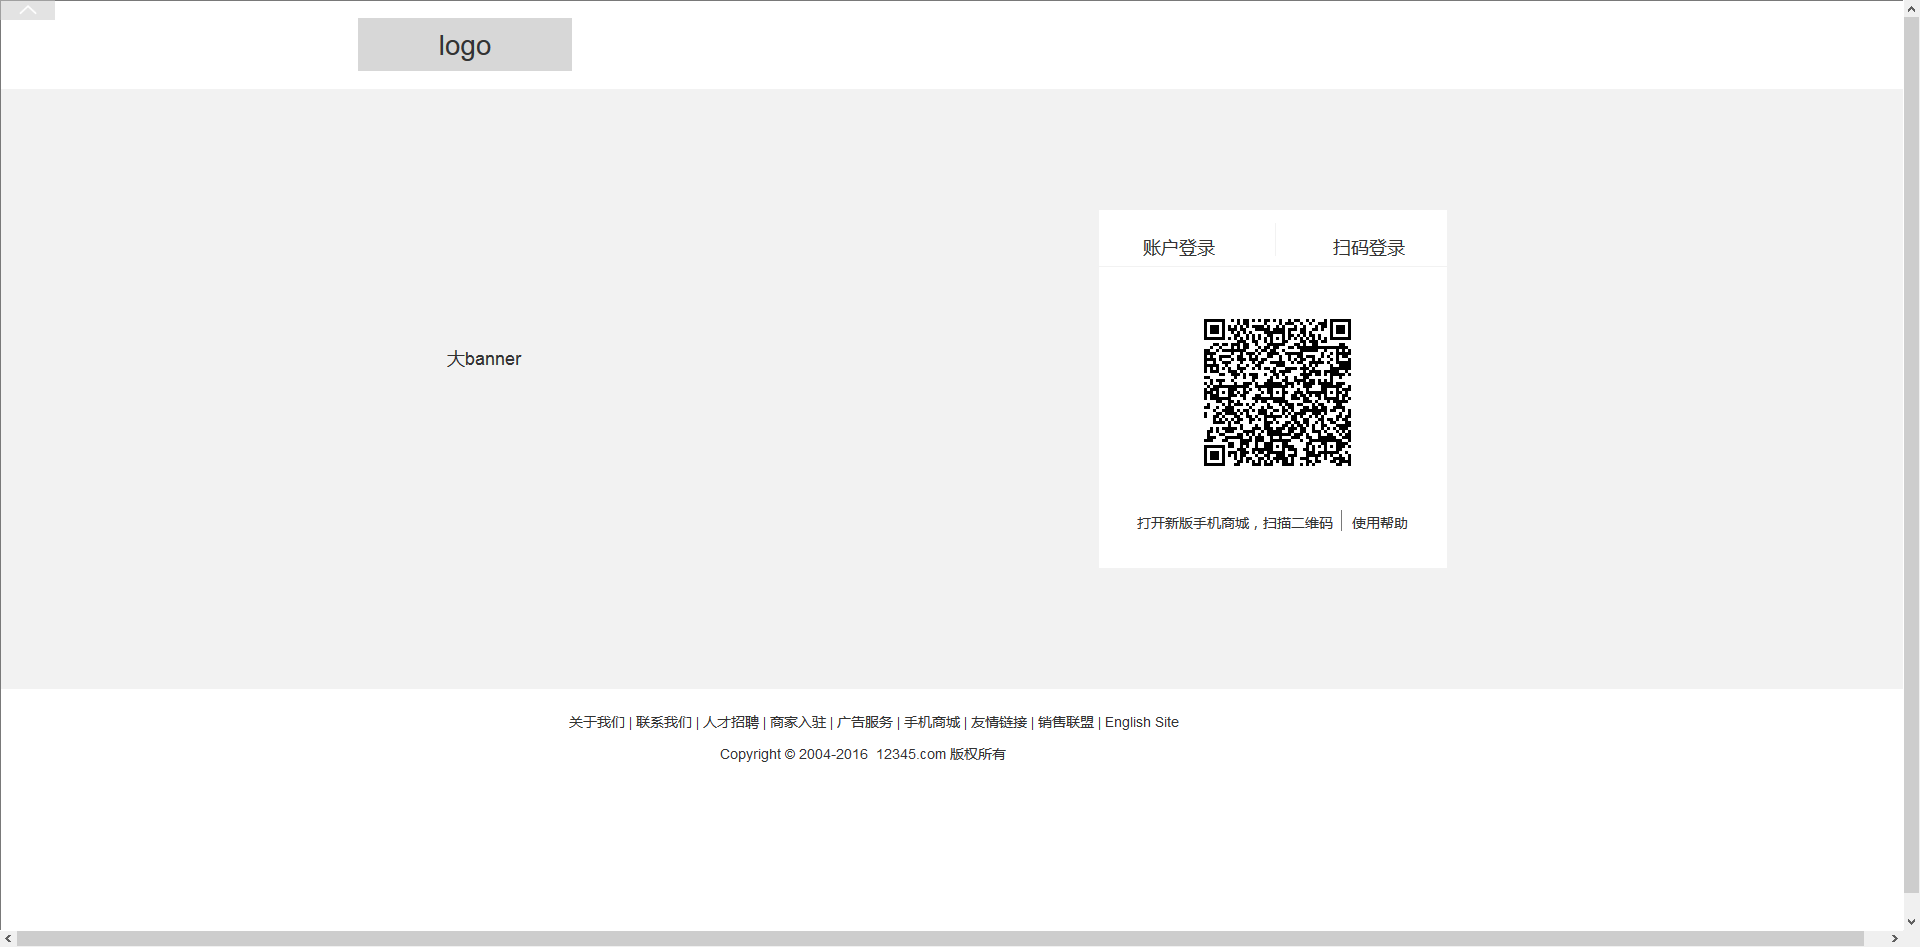 logo
账户登录
扫码登录
大banner
打开新版手机商城，扫描二维码 使用帮助
关于我们 | 联系我们 | 人才招聘 | 商家入驻 | 广告服务 | 手机商城 | 友情链接 | 销售联盟 | English Site
Copyright © 2004-2016  12345.com 版权所有